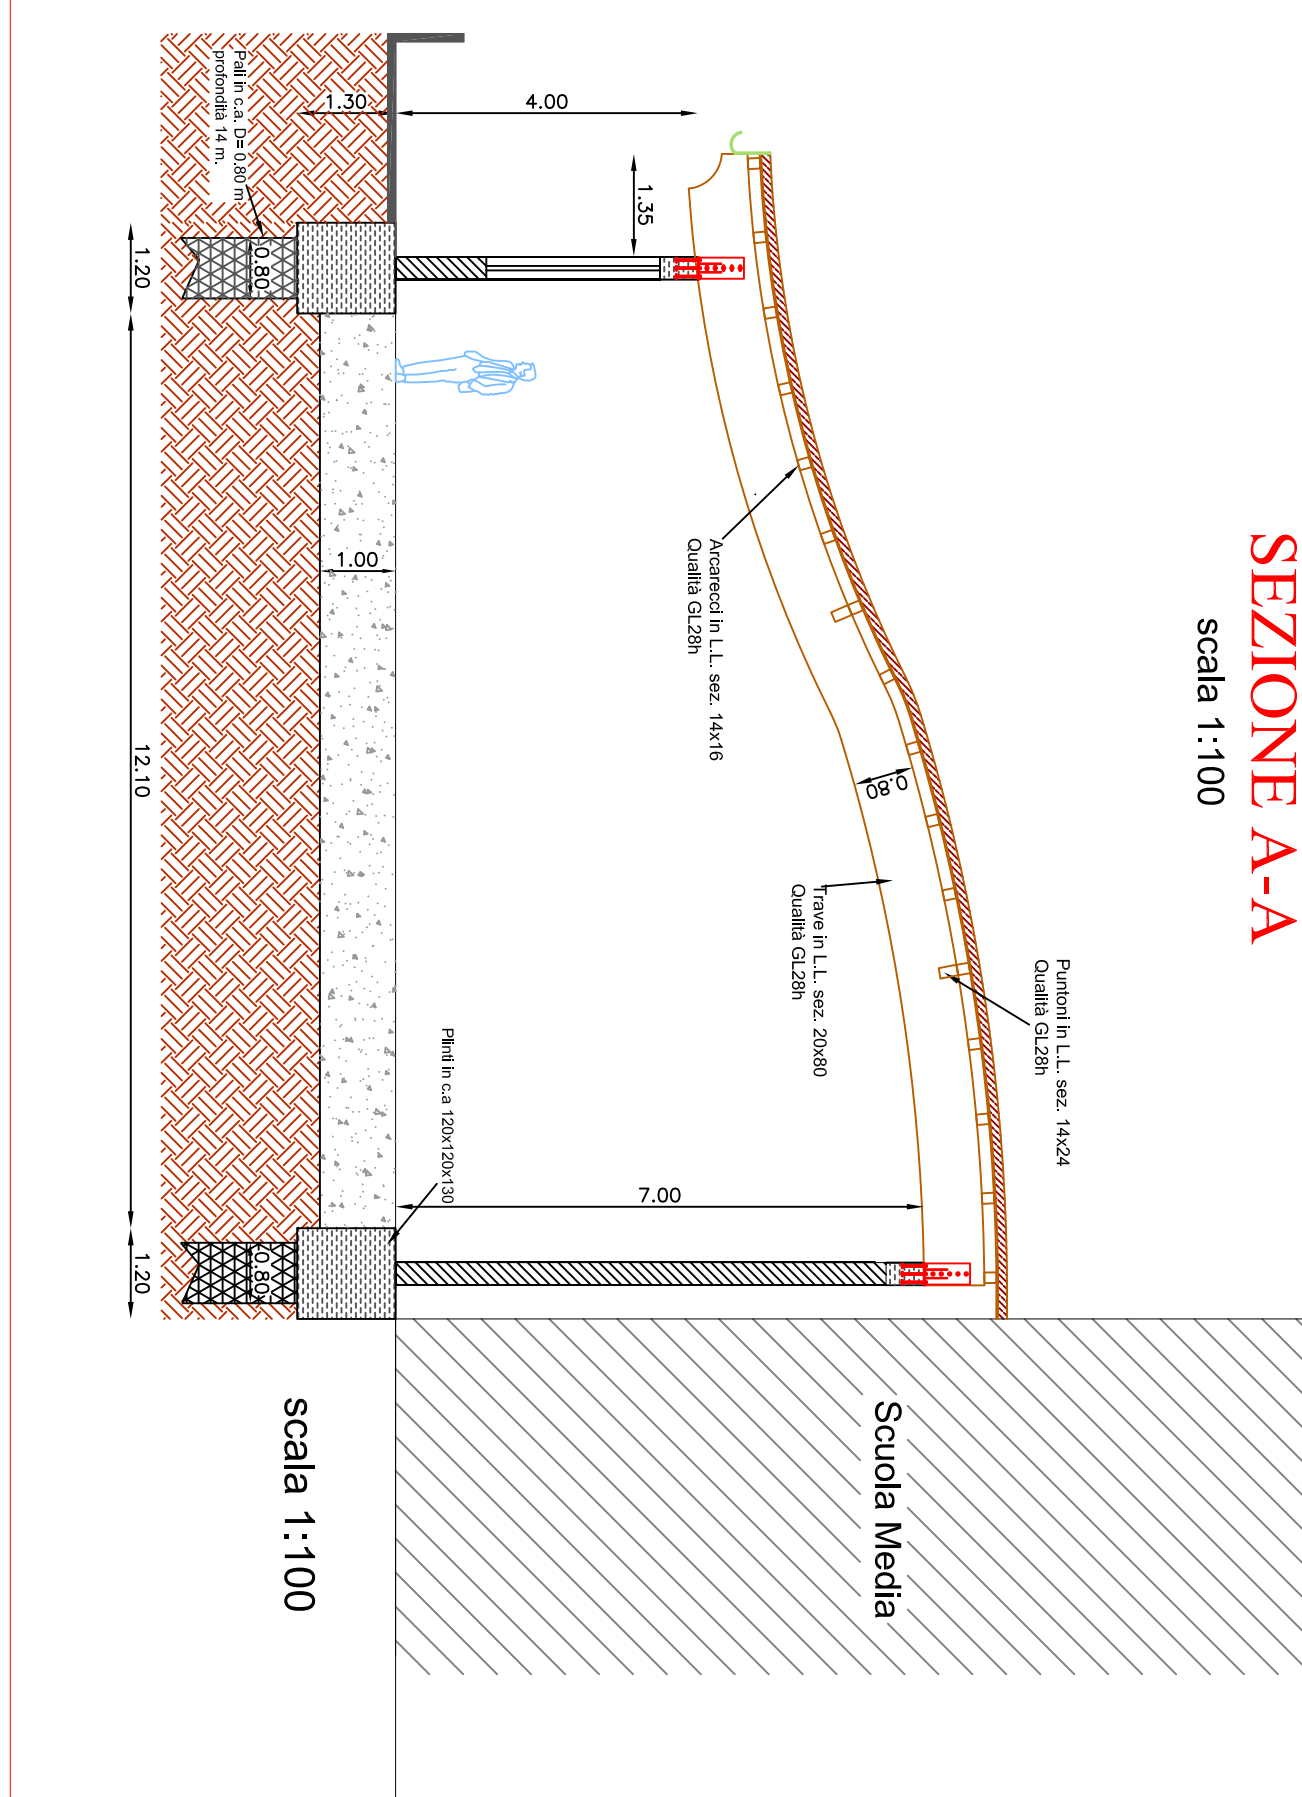 SEZIONE A-A
scala 1:100
Puntoni in L.L. sez. 14x24
Qualità GL28h
Trave in L.L. sez. 20x80
Qualità GL28h
Scuola Media
0.80
Arcarecci in L.L. sez. 14x16
Qualità GL28h
1.35
4.00
7.00
Plinti in c.a 120x120x130
1.30
1.00
scala 1:100
Pali in c.a. D= 0.80 m
profondità 14 m.
0.80
0.80
1.20
12.10
1.20